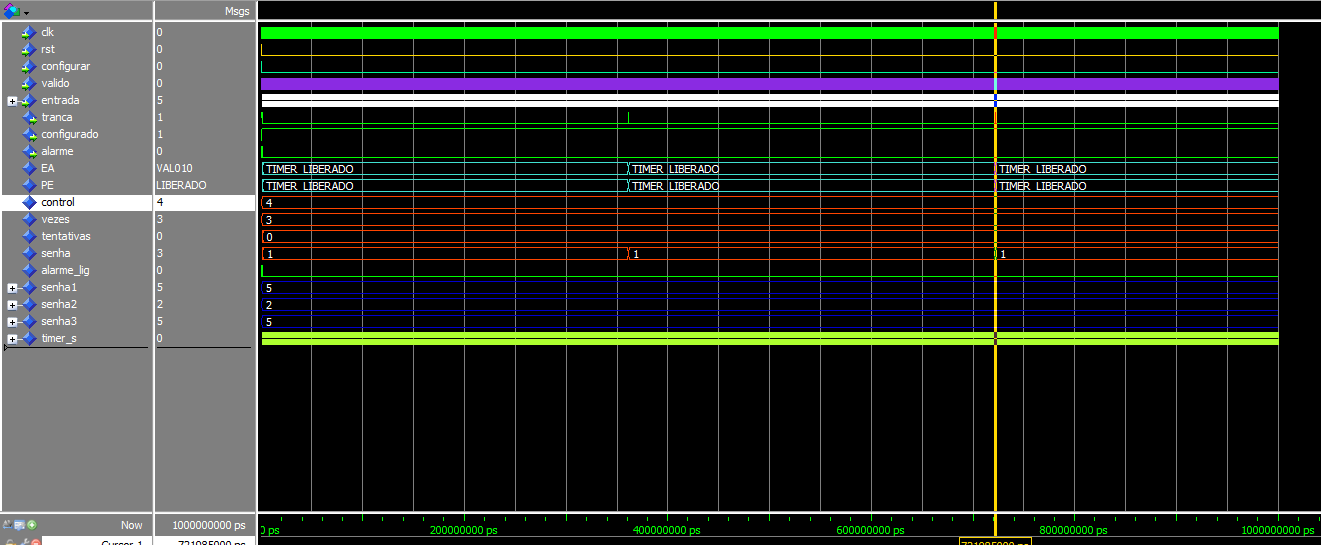 Msgs
clk 0
rst 0
configurar 0
valido 0
entrada 5
tranca 1
configurado 1
alarme 0
EA VAL010 TIMER_LIBERADO TIMER_LIBERADO TIMER_LIBERADO
PE LIBERADO TIMER_LIBERADO TIMER_LIBERADO TIMER_LIBERADO
control 4 4
vezes 3 3
tentativas 0 0
senha 3 1 1 1
alarme_lig 0
senha1 5 5
senha2 2 2
senha3 5 5
timer_s 0
Now 1000000000 ps 0 ps 200000000 ps 400000000 ps 600000000 ps 800000000 ps 1000000000 ps
Cursor 1